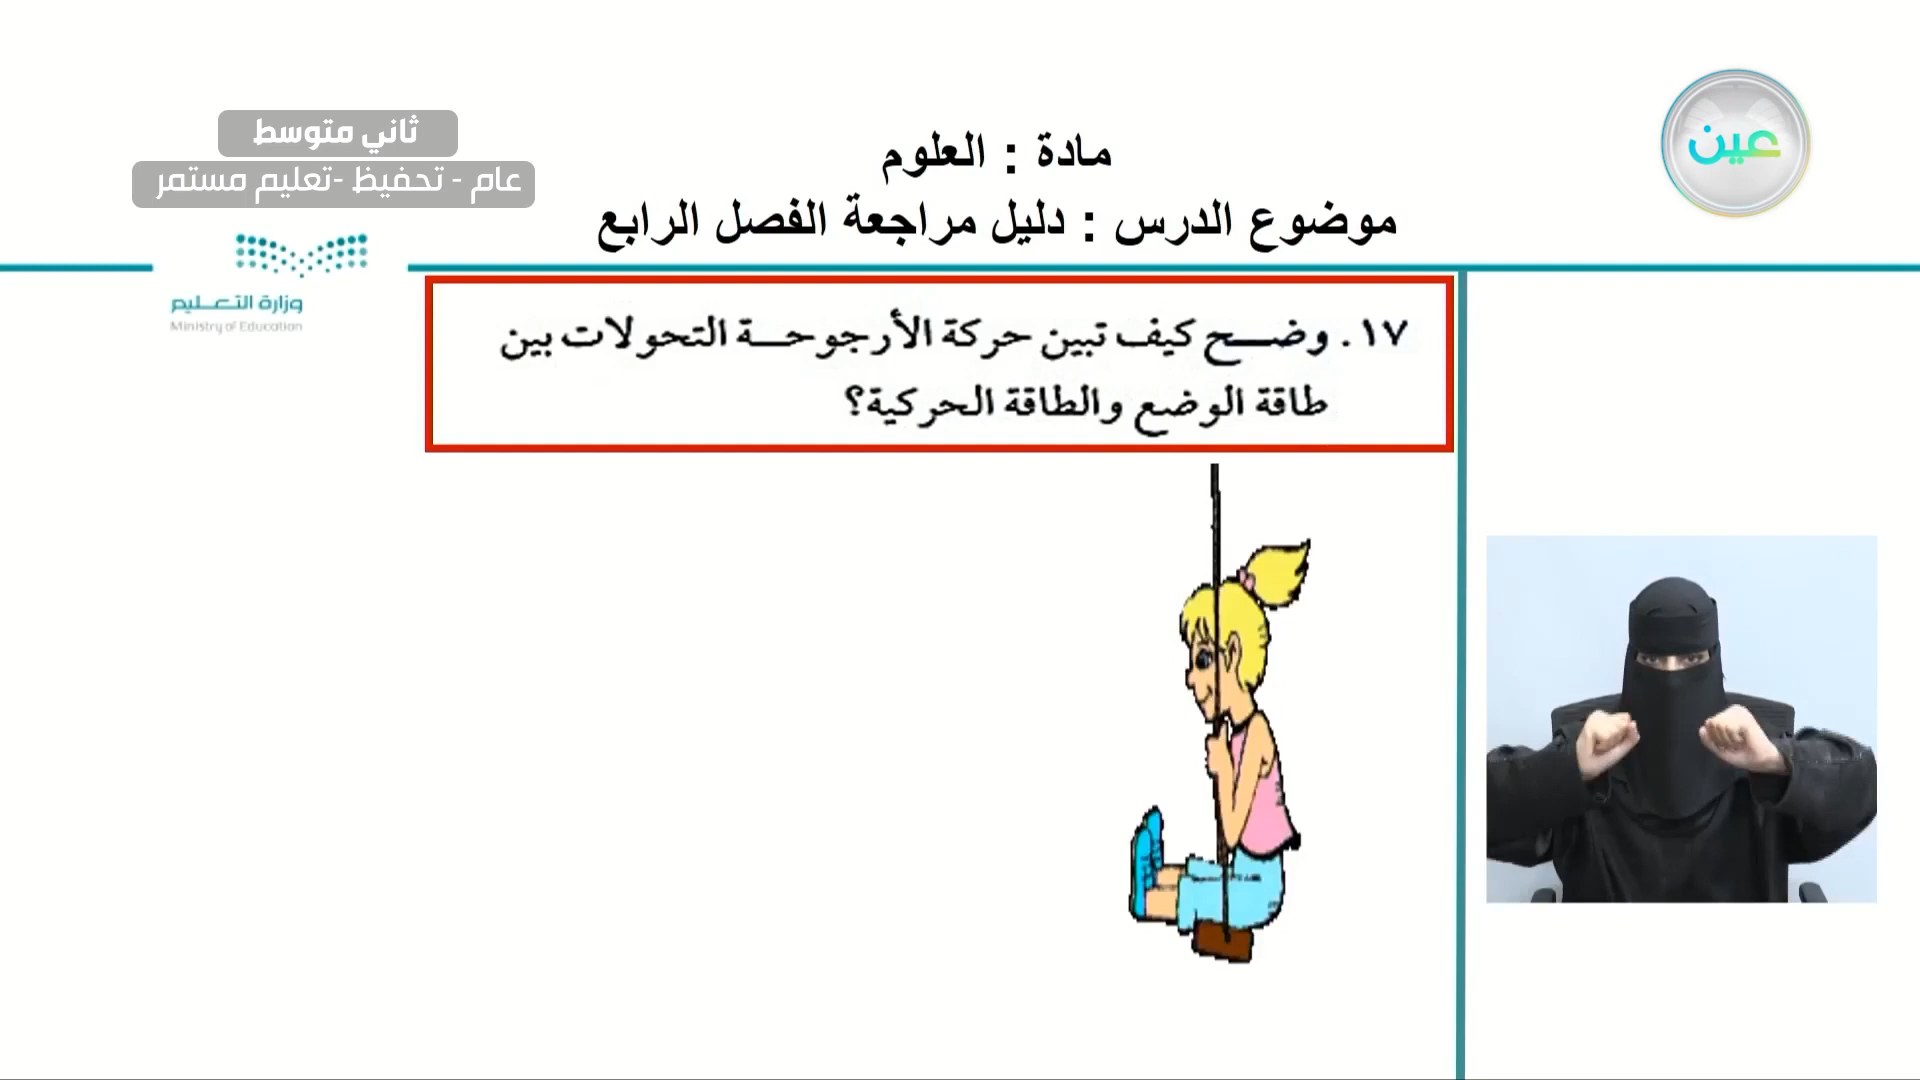 ثاني متوسط
عام - تحفيظ -تعليم مستمر
مادة : العلوم
موضوع الدرس : دليل مراجعة الفصل الرابع
عين
وزارة التعـــليم
Ministry of Education
١٧. وضـــح كيف تبين حركة الأرجوحـــة التحولات بين
طاقة الوضع والطاقة الحركية؟